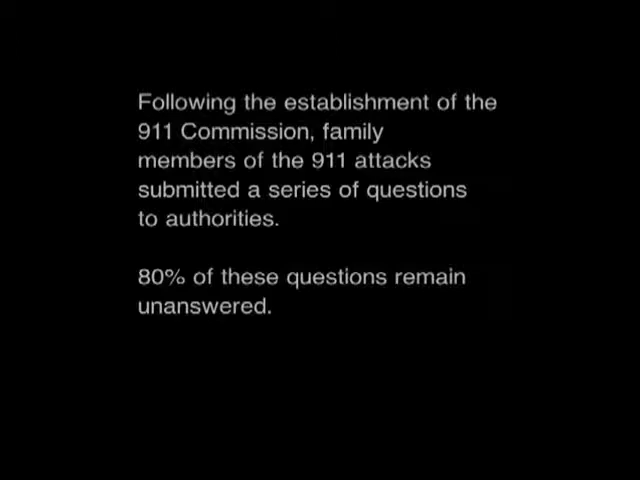 Following the establishment of the
911 Commission, family
members of the 911 attacks
submitted a series of questions
to authorities.
80% of these questions remain
unanswered.